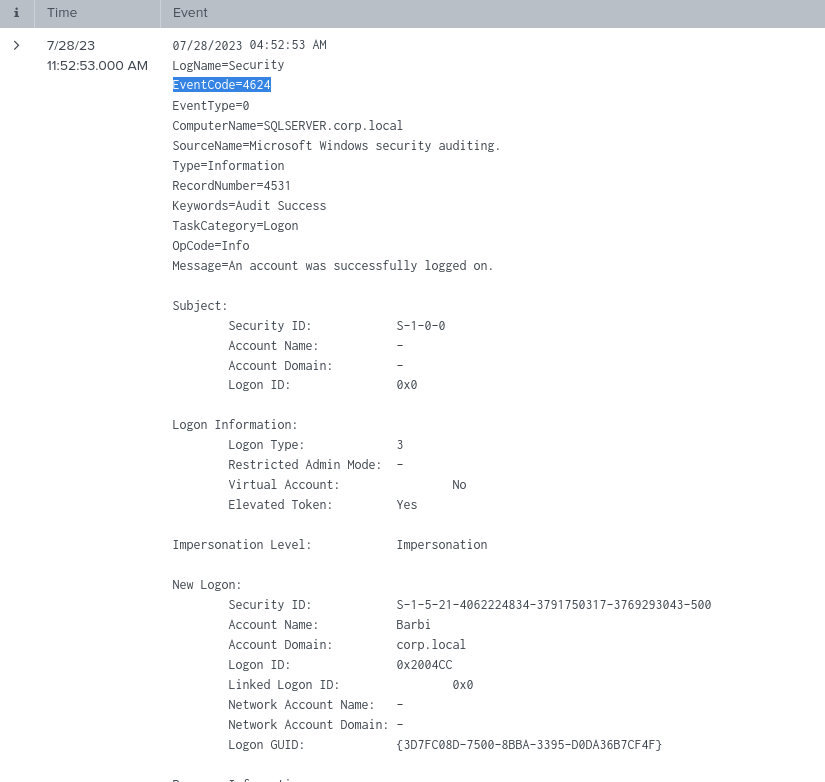 i Time Event
7/28/23 07/28/2023 04:52:53 AM
11:52:53.000 AM LogName=Security
EventCode=4624
EventType=0
ComputerName=SQLSERVER.corp.local
SourceName=Microsoft Windows security auditing.
Type=Information
RecordNumber=4531
Keywords=Audit Success
TaskCategory=Logon
OpCode=Info
Message=An account was successfully logged on.
Subject:
Security ID: S-1-0-0
Account Name: -
Account Domain: -
Logon ID: 0x0
Logon Information:
Logon Type: 3
Restricted Admin Mode: -
Virtual Account: No
Elevated Token: Yes
Impersonation Level: Impersonation
New Logon:
Security ID: S-1-5-21-4062224834-3791750317-3769293043-500
Account Name: Barbi
Account Domain: corp.local
Logon ID: 0x2004CC
Linked Logon ID: 0x0
Network Account Name: -
Network Account Domain: -
Logon GUID: {3D7FC08D-7500-8BBA-3395-D0DA36B7CF4F}